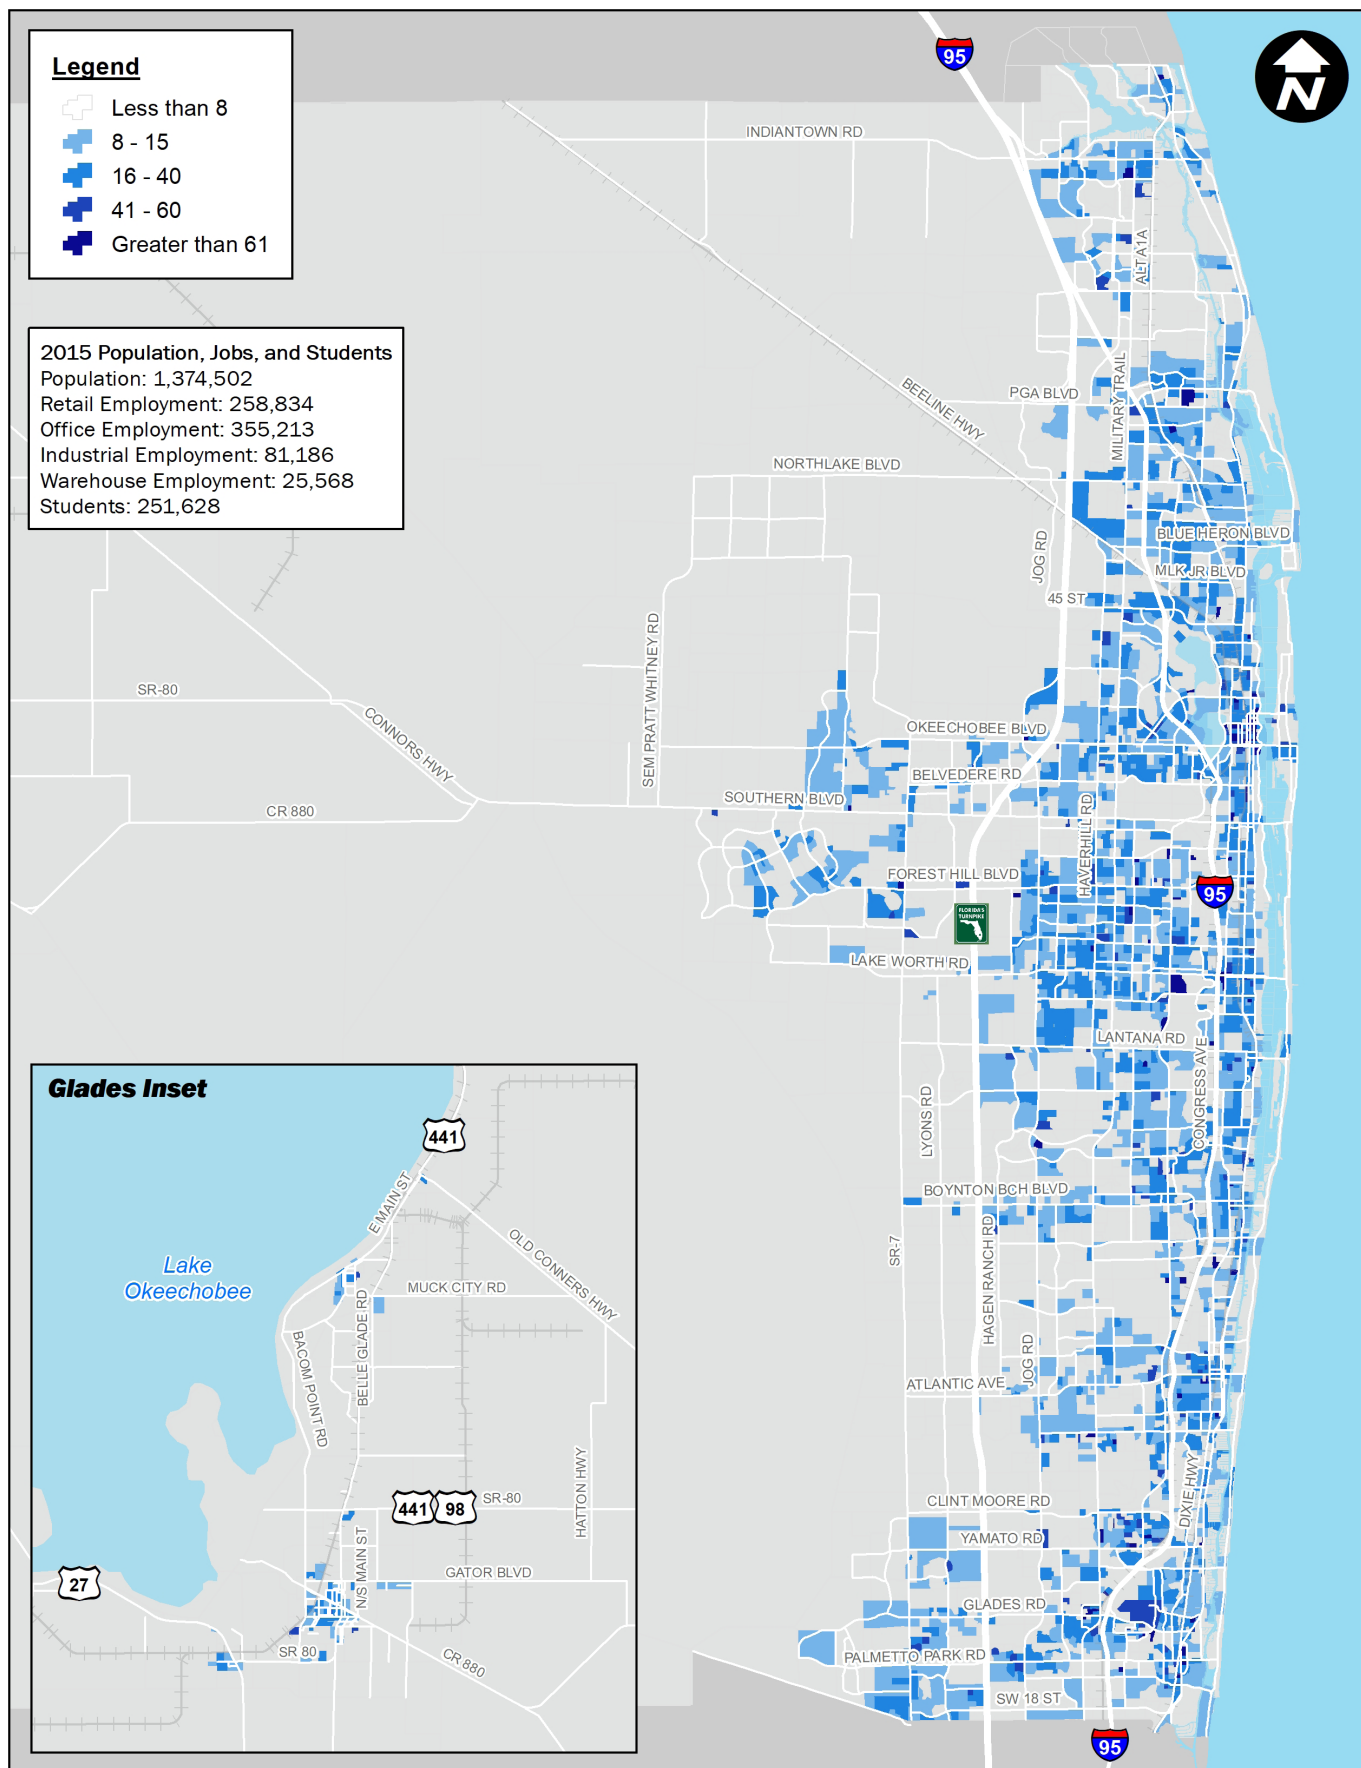 95
N
Legend
Less than 8
8 - 15
16 - 40
41 - 60
Greater than 61
INDIANTOWN RD
ALT A1A
2015 Population, Jobs, and Students
Population: 1,374,502
Retail Employment: 258,834
Office Employment: 355,213
Industrial Employment: 81,186
Warehouse Employment: 25,568
Students: 251,628
BEELINE HWY
PGA BLVD
MILITARY TRAIL
NORTHLAKE BLVD
BLUE HERON BLVD
JOG RD
MLK JR BLVD
45 ST
SEM PRATT WHITNEY RD
SR-80
CONNORS HWY
OKEECHOBEE BLVD
BELVEDERE RD
SOUTHERN BLVD
CR 880
HAVERHILL RD
FOREST HILL BLVD
95
FLORIDA'S
TURNPIKE
LAKE WORTH RD
LANTANA RD
CONGRESS AVE
LYONS RD
BOYNTON BCH BLVD
SR-7
HAGEN RANCH RD
JOG RD
ATLANTIC AVE
DIXIE HWY
CLINT MOORE RD
YAMATO RD
GLADES RD
PALMETTO PARK RD
SW 18 ST
95
Glades Inset
441
E MAIN ST
OLD CONNERS HWY
Lake
Okeechobee
MUCK CITY RD
BELLE GLADE RD
BACOM POINT RD
HATTON HWY
441
98
SR-80
N/S MAIN ST
27
GATOR BLVD
SR 80
CR 880